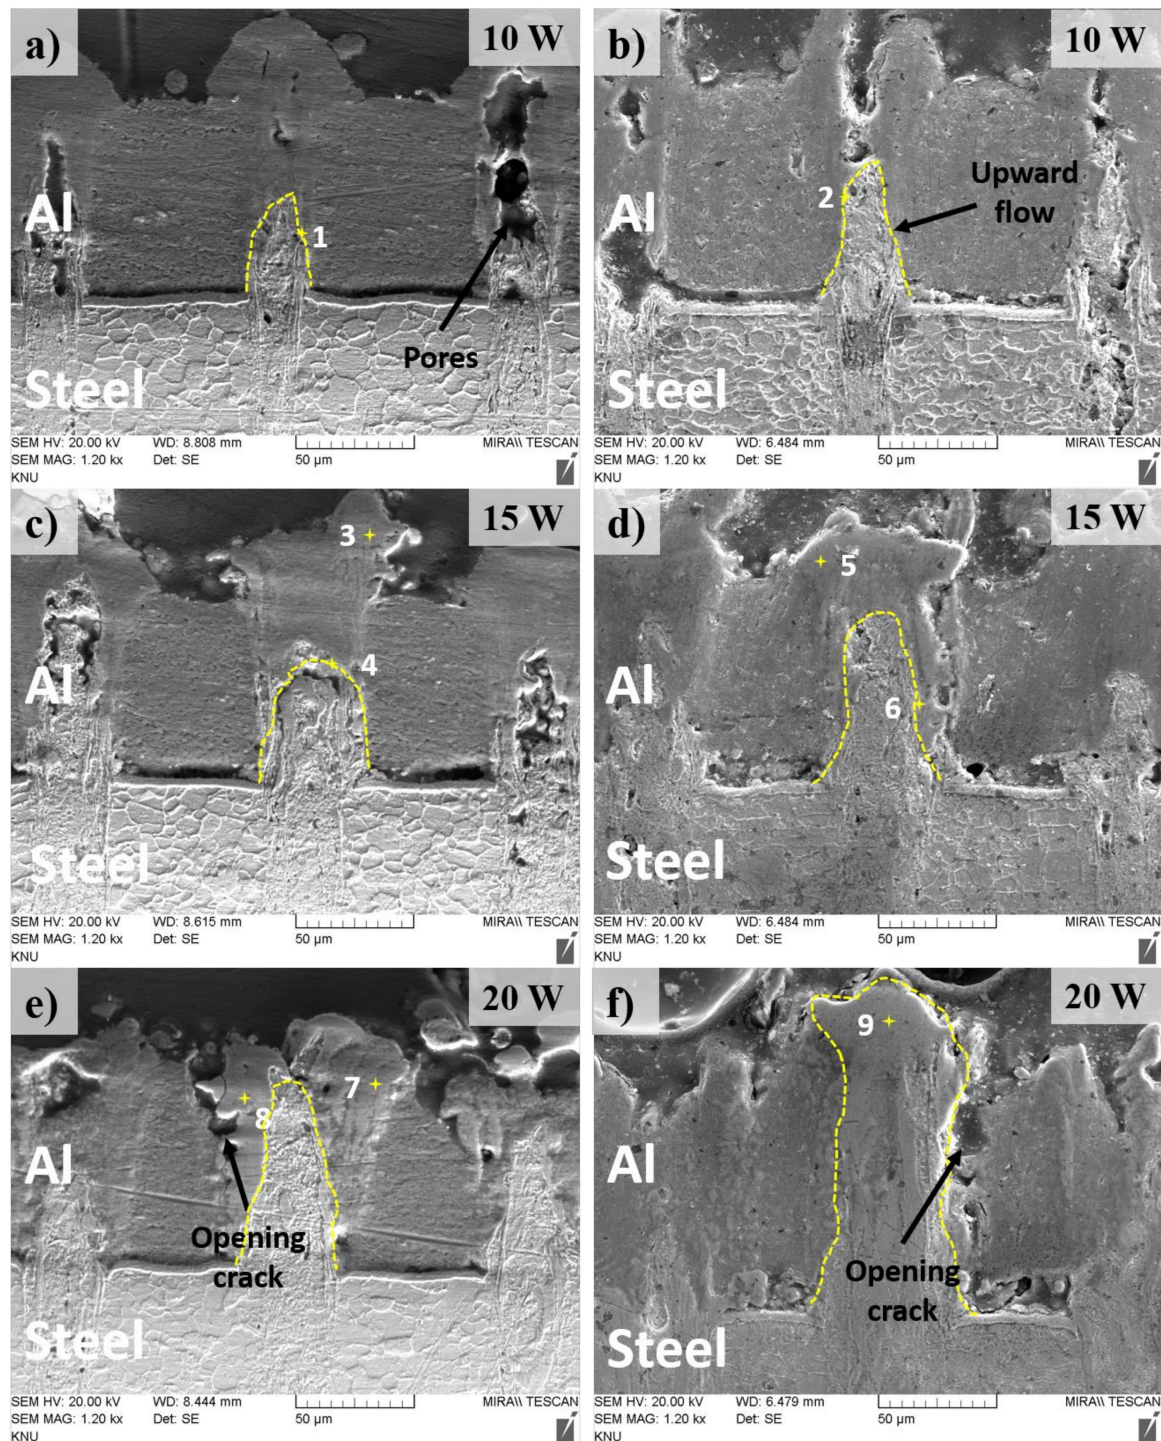 a)
10 W
Al
1
Pores
Steel
SEM HV: 20.00 kV WD: 8.808 mm MIRA\\ TESCAN
SEM MAG: 1.20 kx Det: SE 50 µm
KNU
b)
10 W
2
Upward
flow
Al
Steel
SEM HV: 20.00 kV WD: 6.484 mm MIRA\\ TESCAN
SEM MAG: 1.20 kx Det: SE 50 µm
KNU
c)
15 W
3
4
Al
Steel
SEM HV: 20.00 kV WD: 8.615 mm MIRA\\ TESCAN
SEM MAG: 1.20 kx Det: SE 50 µm
KNU
d)
15 W
5
Al
6
Steel
SEM HV: 20.00 kV WD: 6.484 mm MIRA\\ TESCAN
SEM MAG: 1.20 kx Det: SE 50 µm
KNU
e)
20 W
7
8
Al
Opening
crack
Steel
SEM HV: 20.00 kV WD: 8.444 mm MIRA\\ TESCAN
SEM MAG: 1.20 kx Det: SE 50 µm
KNU
f)
20 W
9
Al
Opening
crack
Steel
SEM HV: 20.00 kV WD: 6.479 mm MIRA\\ TESCAN
SEM MAG: 1.20 kx Det: SE 50 µm
KNU